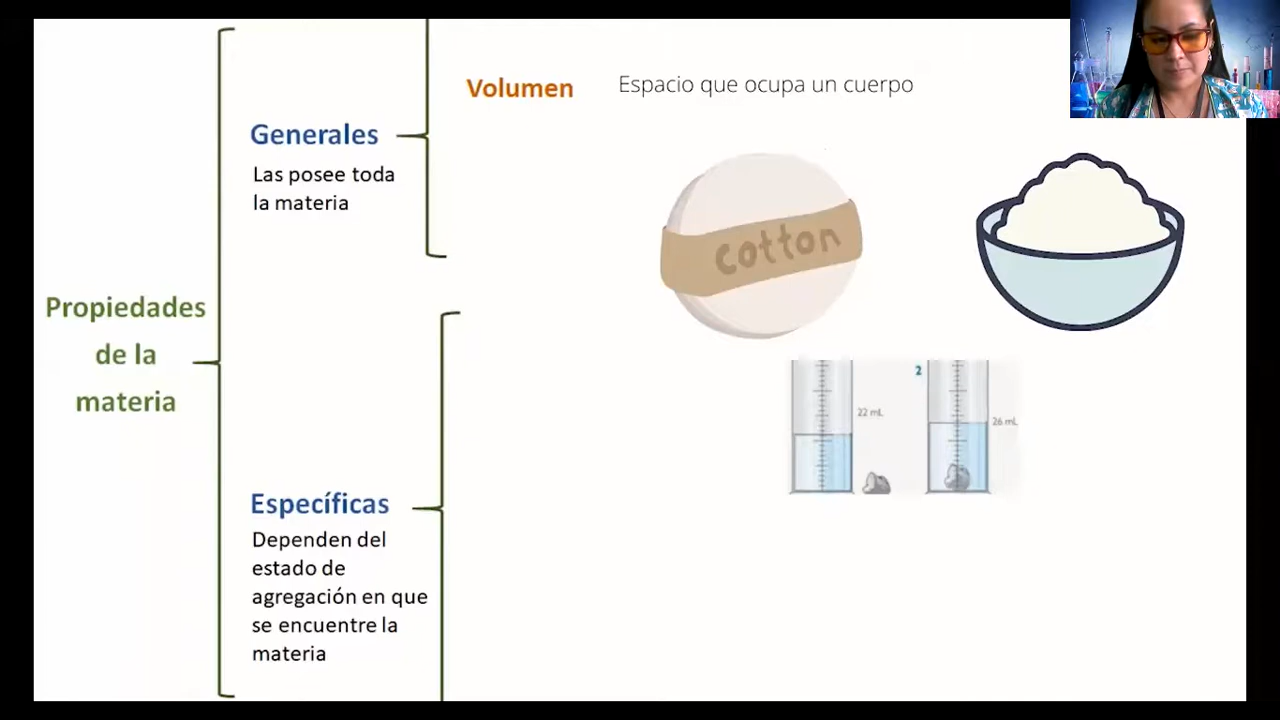 Propiedades
de la
materia
Generales
Las posee toda
la materia
Volumen
Espacio que ocupa un cuerpo
cotton
22 mL
2
26 mL
Específicas
Dependen del
estado de
agregación en que
se encuentre la
materia